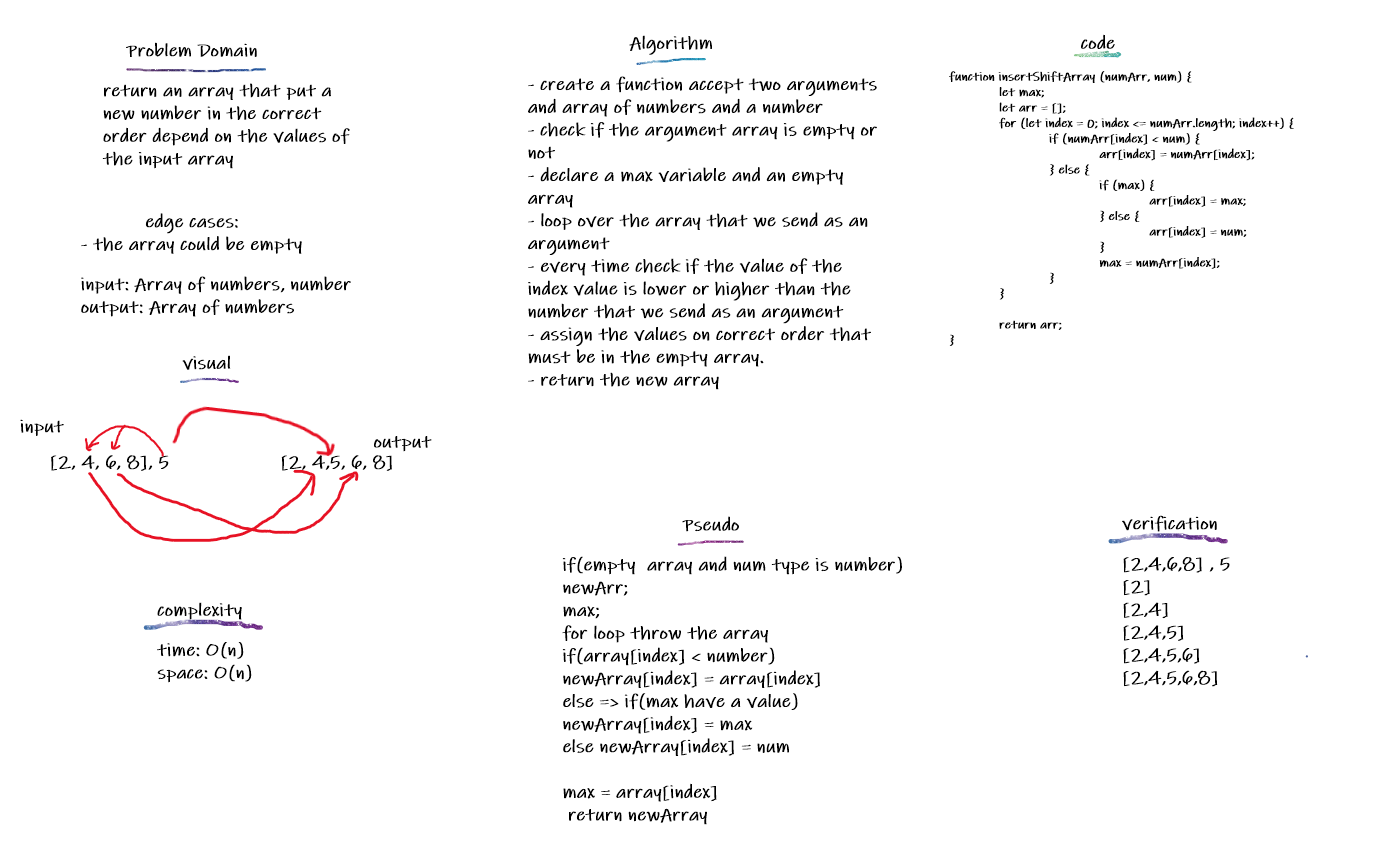 Problem Domain
return an array that put a
new number in the correct
order depend on the values of
the input array
edge cases:
- the array could be empty
input: Array of numbers, number
output: Array of numbers
visual
input
output
[2, 4, 6, 8], 5
[2, 4,5, 6, 8]
complexity
time: O(n)
space: O(n)
Algorithm
- create a function accept two arguments
and array of numbers and a number
- check if the argument array is empty or
not
- declare a max variable and an empty
array
- loop over the array that we send as an
argument
- every time check if the value of the
index value is lower or higher than the
number that we send as an argument
- assign the values on correct order that
must be in the empty array.
- return the new array
Pseudo
if(empty array and num type is number)
newArr;
max;
for loop throw the array
if(array[index] < number)
newArray[index] = array[index]
else => if(max have a value)
newArray[index] = max
else newArray[index] = num
max = array[index]
return newArray
code
function insertShiftArray (numArr, num) {
let max;
let arr = [];
for (let index = 0; index <= numArr.length; index++) {
if (numArr[index] < num) {
arr[index] = numArr[index];
} else {
if (max) {
arr[index] = max;
} else {
arr[index] = num;
}
max = numArr[index];
}
}
return arr;
}
verification
[2,4,6,8] , 5
[2]
[2,4]
[2,4,5]
[2,4,5,6]
[2,4,5,6,8]